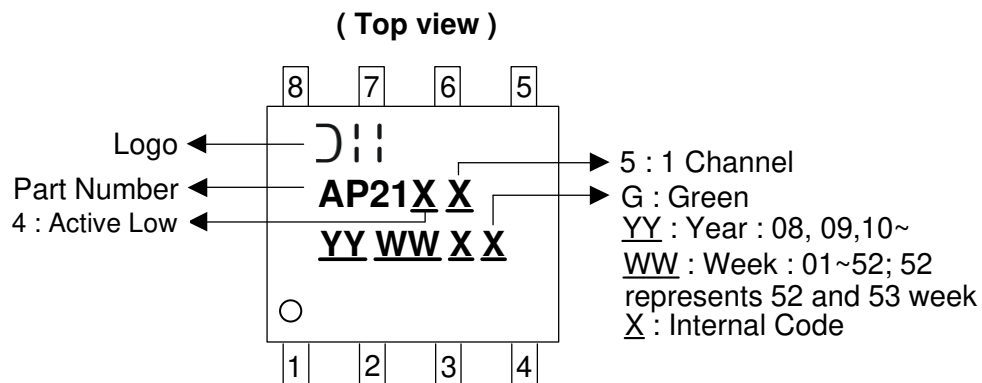 ( Top view )
8 7 6 5
Logo
Part Number
4 : Active Low
AP21X X
YY WW X X
5 : 1 Channel
G : Green
YY : Year : 08, 09,10~
WW : Week : 01~52; 52
represents 52 and 53 week
X : Internal Code
1 2 3 4